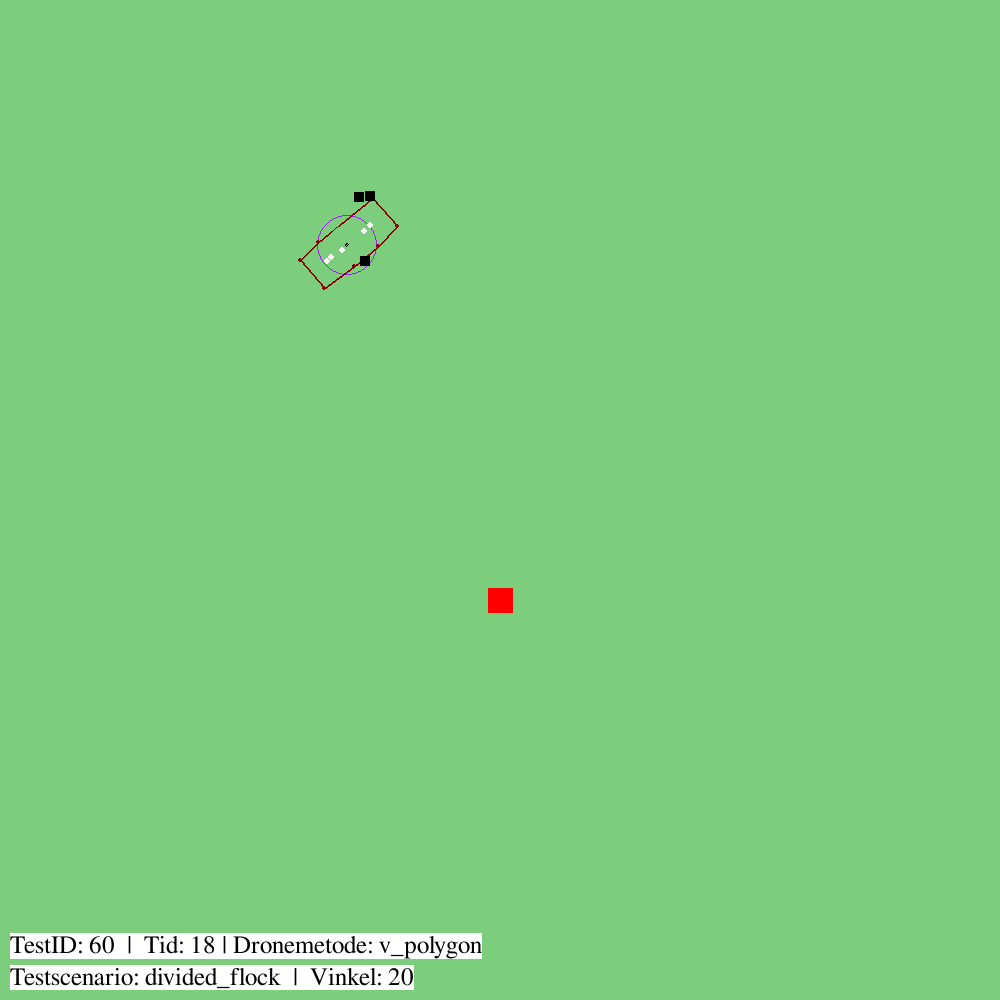 TestID: 60 | Tid: 18 | Dronemetode: v_polygon
Testscenario: divided_flock | Vinkel: 20